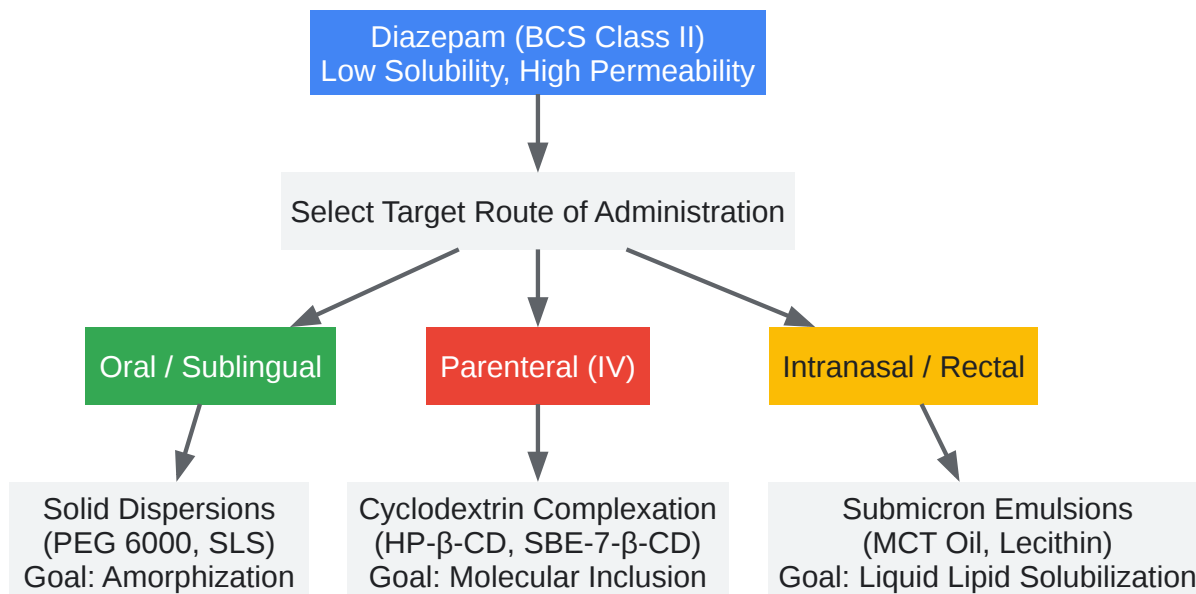 Diazepam (BCS Class II)
Low Solubility, High Permeability
Select Target Route of Administration
Oral / Sublingual
Parenteral (IV)
Intranasal / Rectal
Solid Dispersions
(PEG 6000, SLS)
Goal: Amorphization
Cyclodextrin Complexation
(HP-β-CD, SBE-7-β-CD)
Goal: Molecular Inclusion
Submicron Emulsions
(MCT Oil, Lecithin)
Goal: Liquid Lipid Solubilization